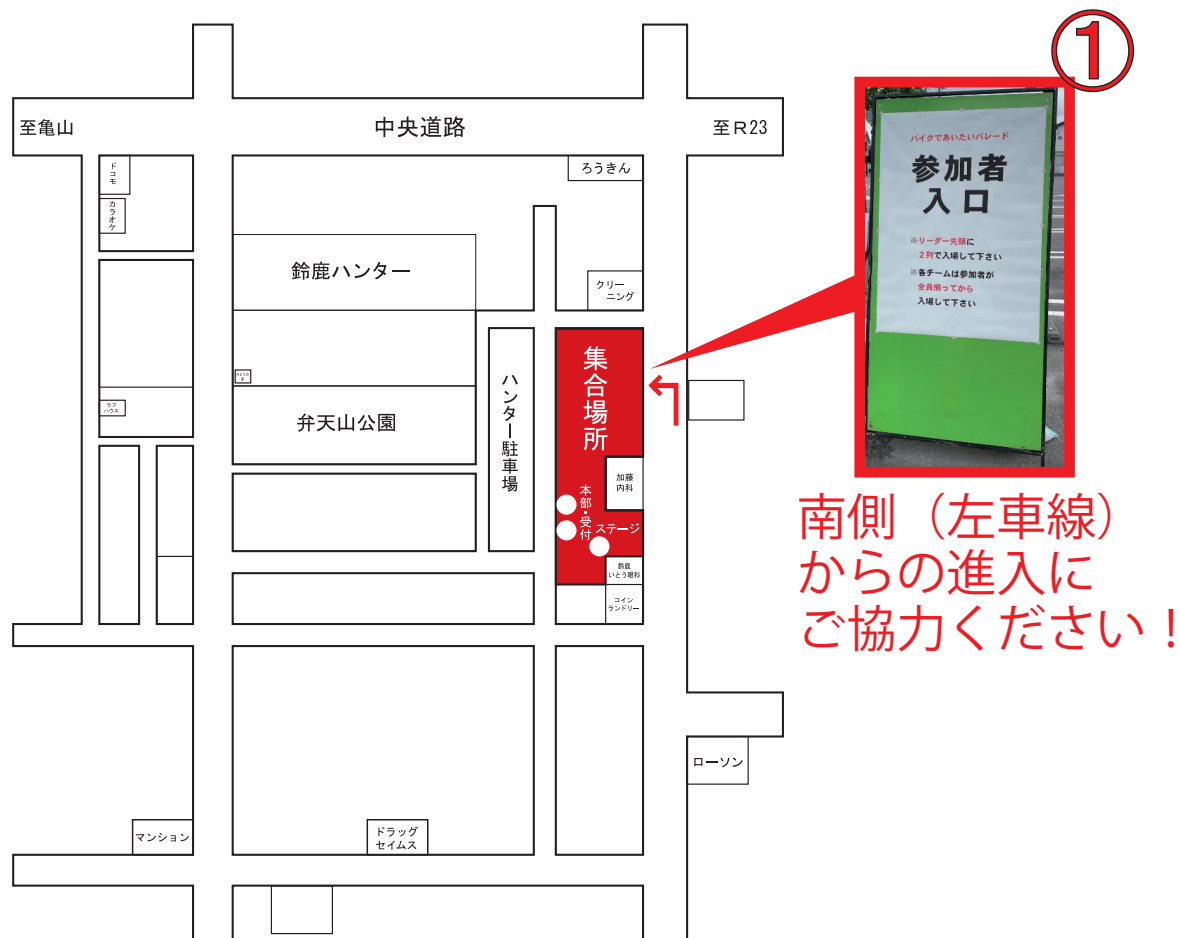 ①
至亀山
中央道路
至R23
ドコモ
カラオケ
ろうきん
鈴鹿ハンター
クリー
ニング
バイクであいたいパレード
参加者
入口
※リーダー先頭に
2列で入場して下さい
※各チームは参加者が
全員揃ってから
入場して下さい
集合場所
ハンター駐車場
弁天山公園
ラフ
ハウス
加藤
内科
本部・受付
ステージ
鈴鹿
いとう眼科
コイン
ランドリー
南側（左車線）
からの進入に
ご協力ください！
ローソン
マンション
ドラッグ
セイムス